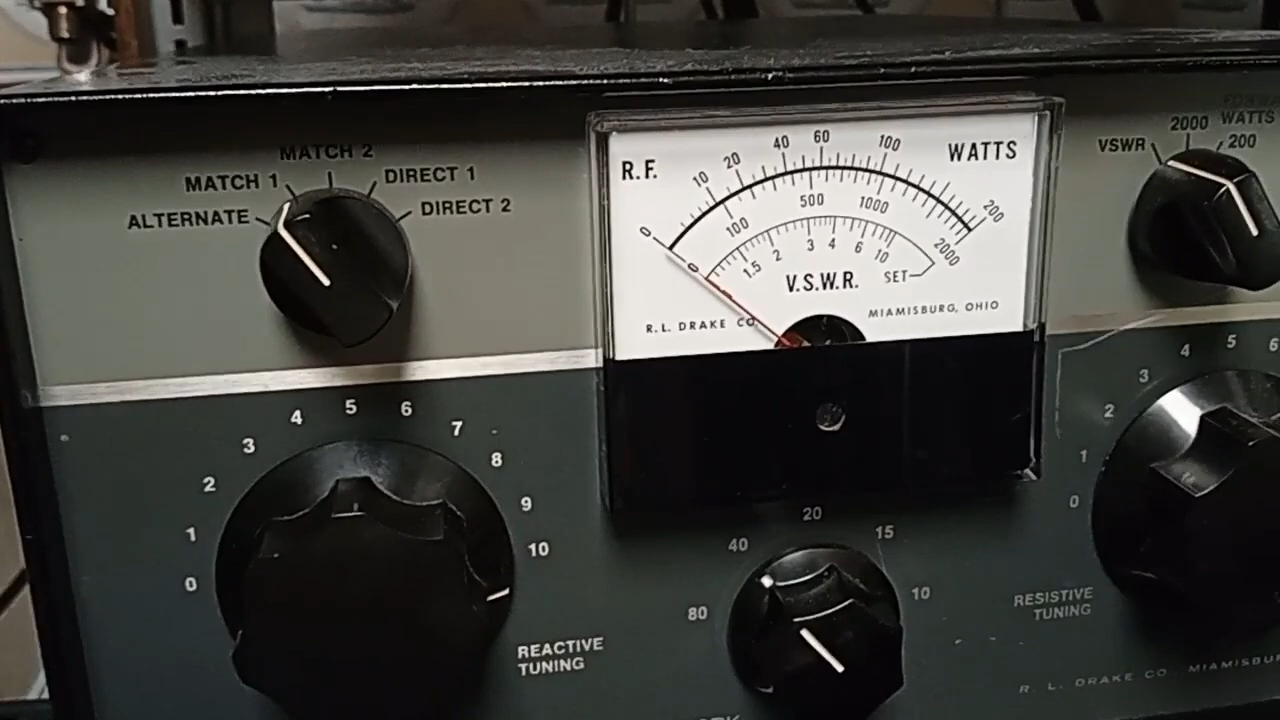 MATCH 2
MATCH 1
DIRECT 1
ALTERNATE
DIRECT 2
R.F.
WATTS
0 10 20 40 60 100 200
0 100 500 1000 2000
1.5 2 3 4 6 10 SET
V.S.W.R.
R.L. DRAKE CO.
MIAMISBURG, OHIO
VSWR
2000
WATTS
200
0 1 2 3 4 5 6 7 8 9 10
REACTIVE
TUNING
80 40 20 15 10
0 1 2 3 4 5 6
RESISTIVE
TUNING
R. L. DRAKE CO. MIAMISBU